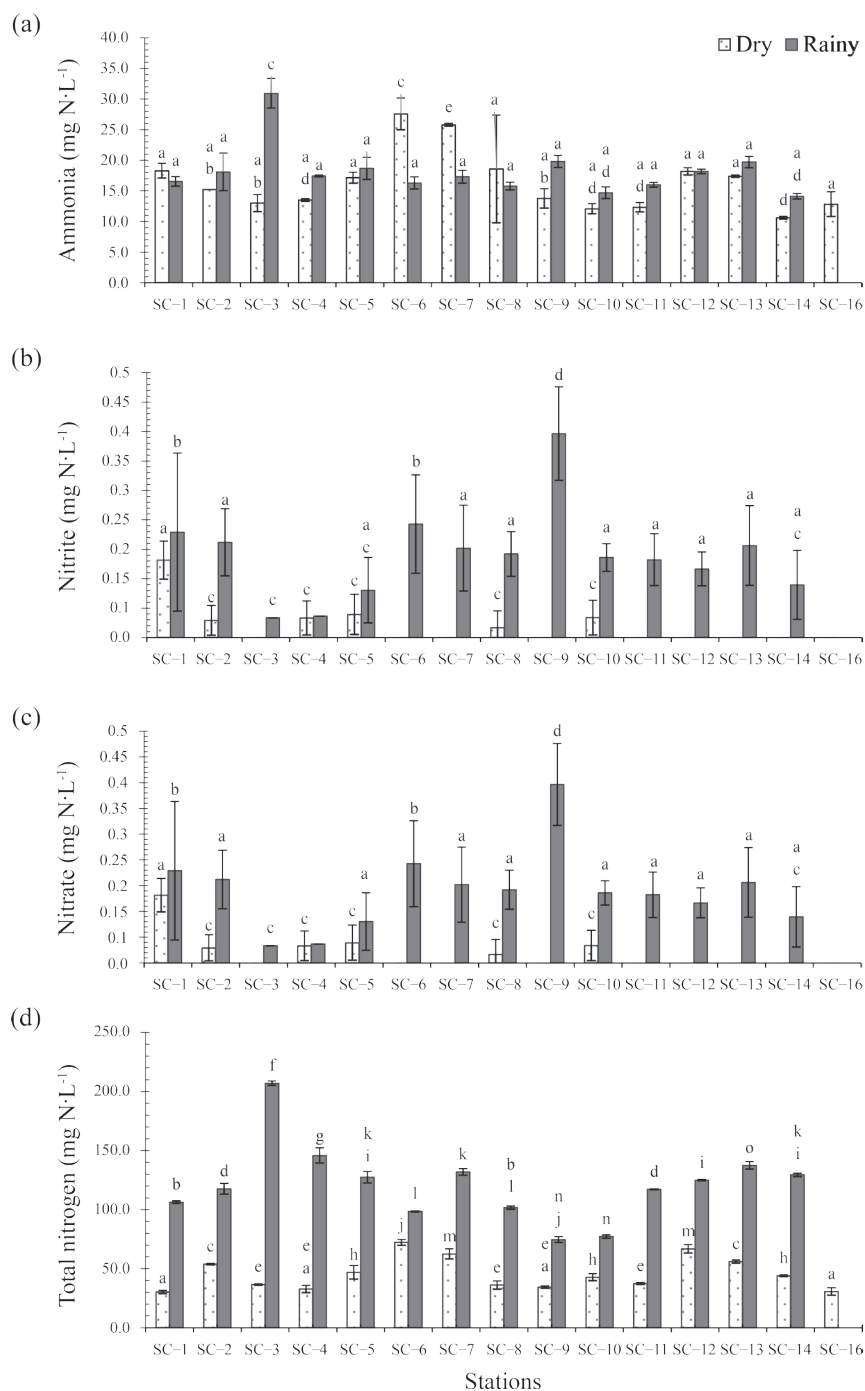 (a)
Dry Rainy
Ammonia (mg N·L⁻¹)
40.0
35.0
30.0
25.0
20.0
15.0
10.0
5.0
0.0
a a
a b a
a b c
a d a
a a
c a
e a
a a
a b a
a d a d
a d a
a a
a a
a d a d
a
SC–1 SC–2 SC–3 SC–4 SC–5 SC–6 SC–7 SC–8 SC–9 SC–10 SC–11 SC–12 SC–13 SC–14 SC–16
(b)
Nitrite (mg N·L⁻¹)
0.5
0.45
0.4
0.35
0.3
0.25
0.2
0.1
0.0
a b
c a
c
c
c a c
b
a
c a
d
c a
a
a
a
a c
SC–1 SC–2 SC–3 SC–4 SC–5 SC–6 SC–7 SC–8 SC–9 SC–10 SC–11 SC–12 SC–13 SC–14 SC–16
(c)
Nitrate (mg N·L⁻¹)
0.5
0.45
0.4
0.35
0.3
0.25
0.2
0.1
0.0
a b
c a
c
c
c a
b
a
c a
d
c a
a
a
a
a c
SC–1 SC–2 SC–3 SC–4 SC–5 SC–6 SC–7 SC–8 SC–9 SC–10 SC–11 SC–12 SC–13 SC–14 SC–16
(d)
Total nitrogen (mg N·L⁻¹)
250.0
200.0
150.0
100.0
50.0
0.0
a b
c d
e f
e a g
h k i
j l
m k
e b l
e a n j
h n
e d
m i
c o
h k i
a
SC–1 SC–2 SC–3 SC–4 SC–5 SC–6 SC–7 SC–8 SC–9 SC–10 SC–11 SC–12 SC–13 SC–14 SC–16
Stations